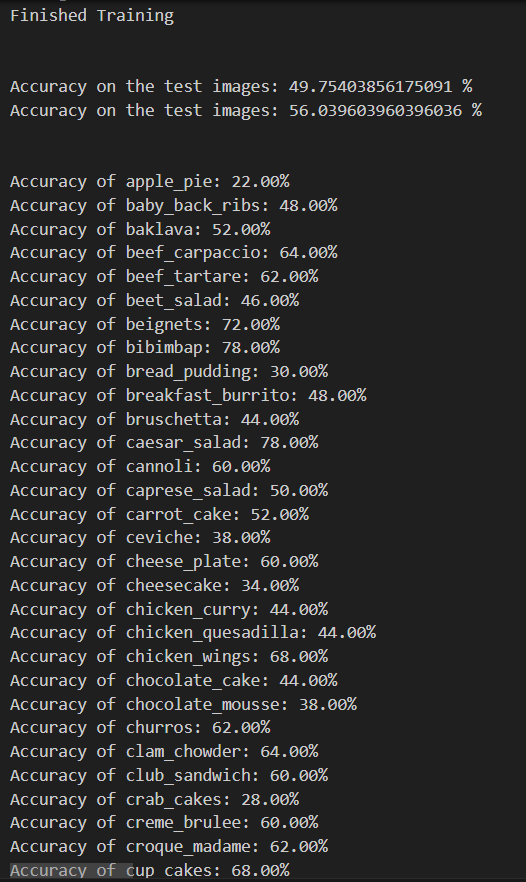 Finished Training
Accuracy on the test images: 49.75403856175091 %
Accuracy on the test images: 56.039603960396036 %
Accuracy of apple_pie: 22.00%
Accuracy of baby_back_ribs: 48.00%
Accuracy of baklava: 52.00%
Accuracy of beef_carpaccio: 64.00%
Accuracy of beef_tartare: 62.00%
Accuracy of beet_salad: 46.00%
Accuracy of beignets: 72.00%
Accuracy of bibimbap: 78.00%
Accuracy of bread_pudding: 30.00%
Accuracy of breakfast_burrito: 48.00%
Accuracy of bruschetta: 44.00%
Accuracy of caesar_salad: 78.00%
Accuracy of cannoli: 60.00%
Accuracy of caprese_salad: 50.00%
Accuracy of carrot_cake: 52.00%
Accuracy of ceviche: 38.00%
Accuracy of cheese_plate: 60.00%
Accuracy of cheesecake: 34.00%
Accuracy of chicken_curry: 44.00%
Accuracy of chicken_quesadilla: 44.00%
Accuracy of chicken_wings: 68.00%
Accuracy of chocolate_cake: 44.00%
Accuracy of chocolate_mousse: 38.00%
Accuracy of churros: 62.00%
Accuracy of clam_chowder: 64.00%
Accuracy of club_sandwich: 60.00%
Accuracy of crab_cakes: 28.00%
Accuracy of creme_brulee: 60.00%
Accuracy of croque_madame: 62.00%
Accuracy of cup cakes: 68.00%